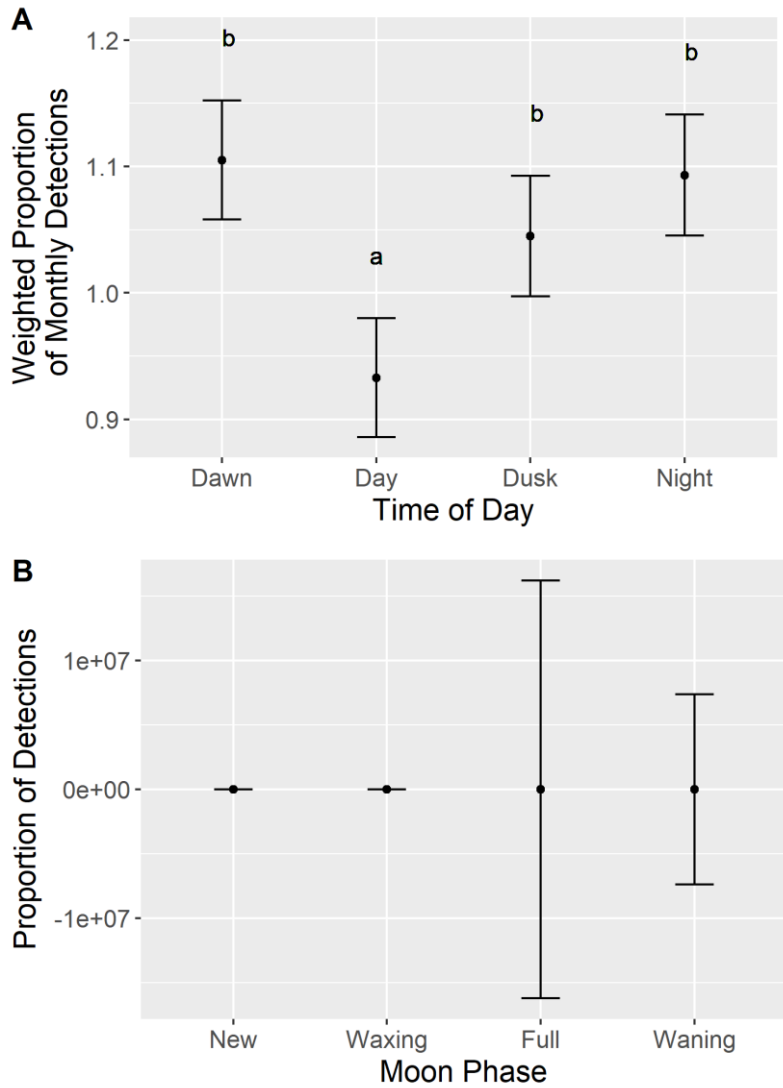 A
Weighted Proportion
of Monthly Detections
1.2
1.1
1.0
0.9
b
a
b
b
Dawn
Day
Dusk
Night
Time of Day
B
Proportion of Detections
1e+07
0e+00
-1e+07
New
Waxing
Full
Waning
Moon Phase